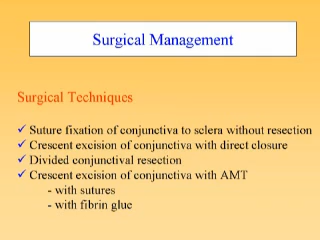 Surgical Management
Surgical Techniques
✓ Suture fixation of conjunctiva to sclera without resection
✓ Crescent excision of conjunctiva with direct closure
✓ Divided conjunctival resection
✓ Crescent excision of conjunctiva with AMT
- with sutures
- with fibrin glue